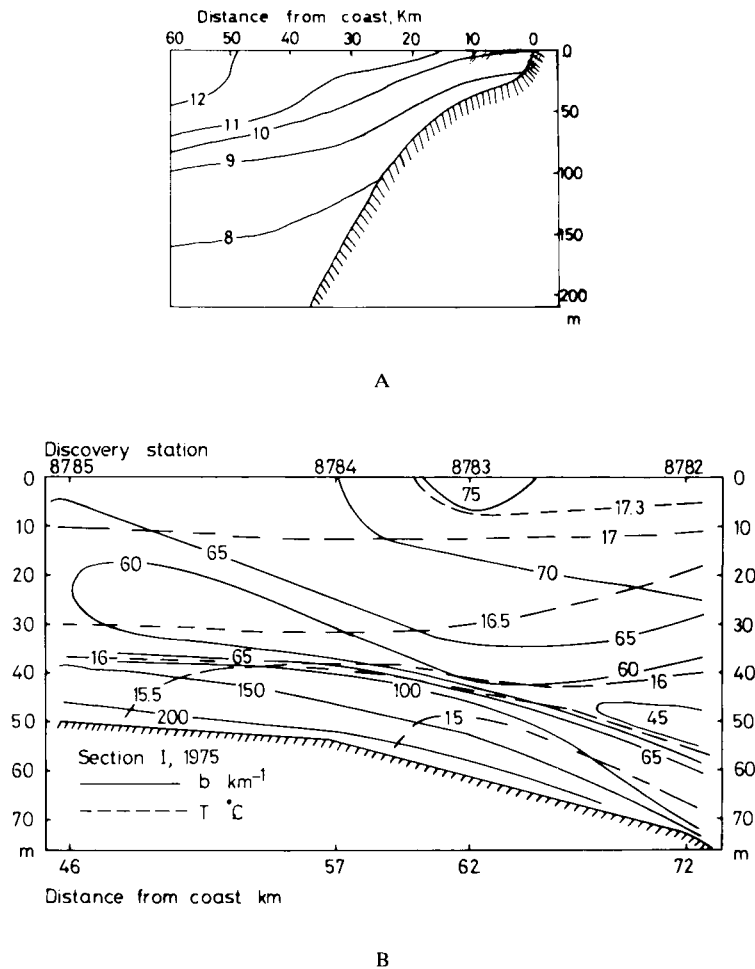 Distance from coast, Km
60 50 40 30 20 10 0
0
50
100
150
200
m
12
11
10
9
8
A
Discovery station
8785 8784 8783 8782
0 0
10 10
20 20
30 30
40 40
50 50
60 60
70 70
m m
75
17.3
17
70
65
60
16.5
65
60
16
65
16
15.5
150
100
45
15
200
65
Section I, 1975
b km⁻¹
T °C
46 57 62 72
Distance from coast km
B